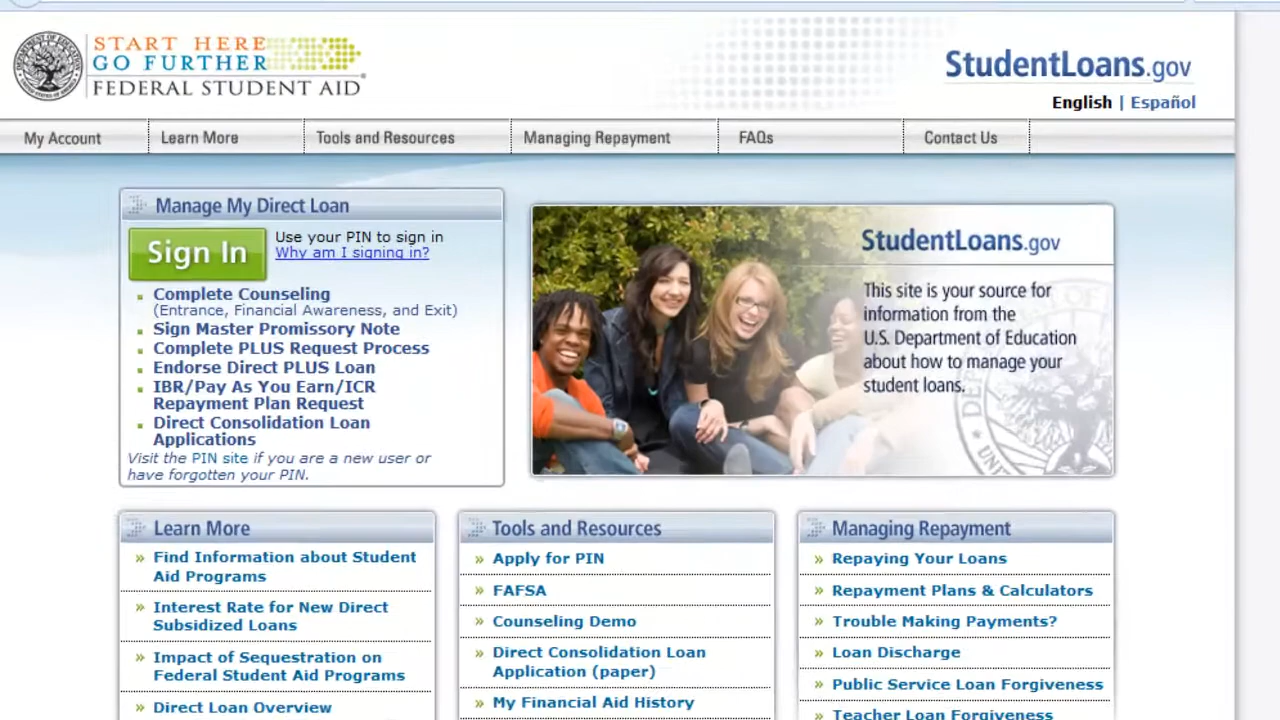 START HERE
GO FURTHER
FEDERAL STUDENT AID
StudentLoans.gov
English | Español
My Account
Learn More
Tools and Resources
Managing Repayment
FAQs
Contact Us
Manage My Direct Loan
Sign In
Use your PIN to sign in
Why am I signing in?
Complete Counseling
(Entrance, Financial Awareness, and Exit)
Sign Master Promissory Note
Complete PLUS Request Process
Endorse Direct PLUS Loan
IBR/Pay As You Earn/ICR
Repayment Plan Request
Direct Consolidation Loan
Applications
Visit the PIN site if you are a new user or
have forgotten your PIN.
StudentLoans.gov
This site is your source for
information from the
U.S. Department of Education
about how to manage your
student loans.
Learn More
Find Information about Student
Aid Programs
Interest Rate for New Direct
Subsidized Loans
Impact of Sequestration on
Federal Student Aid Programs
Direct Loan Overview
Tools and Resources
Apply for PIN
FAFSA
Counseling Demo
Direct Consolidation Loan
Application (paper)
My Financial Aid History
Managing Repayment
Repaying Your Loans
Repayment Plans & Calculators
Trouble Making Payments?
Loan Discharge
Public Service Loan Forgiveness
Teacher Loan Forgiveness